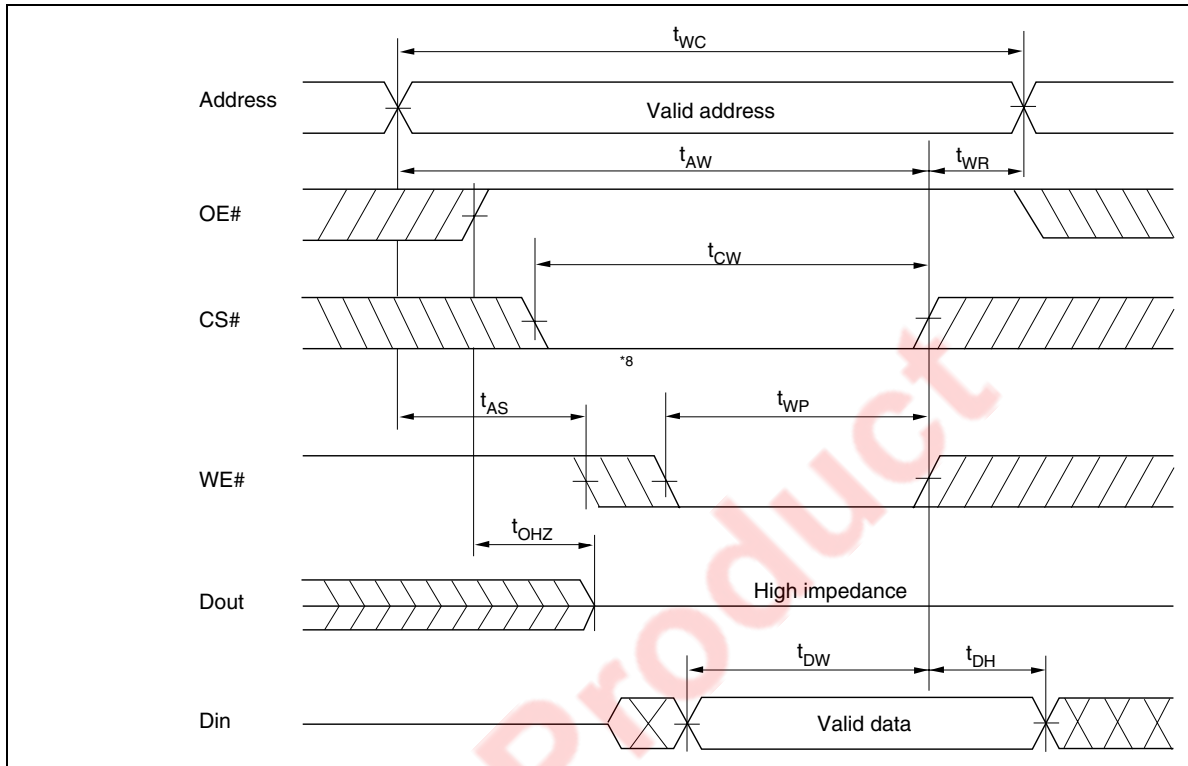 tWC
Address
Valid address
tAW
tWR
OE#
tCW
CS#
*8
tAS
tWP
WE#
tOHZ
Dout
High impedance
tDW
tDH
Din
Valid data
Product